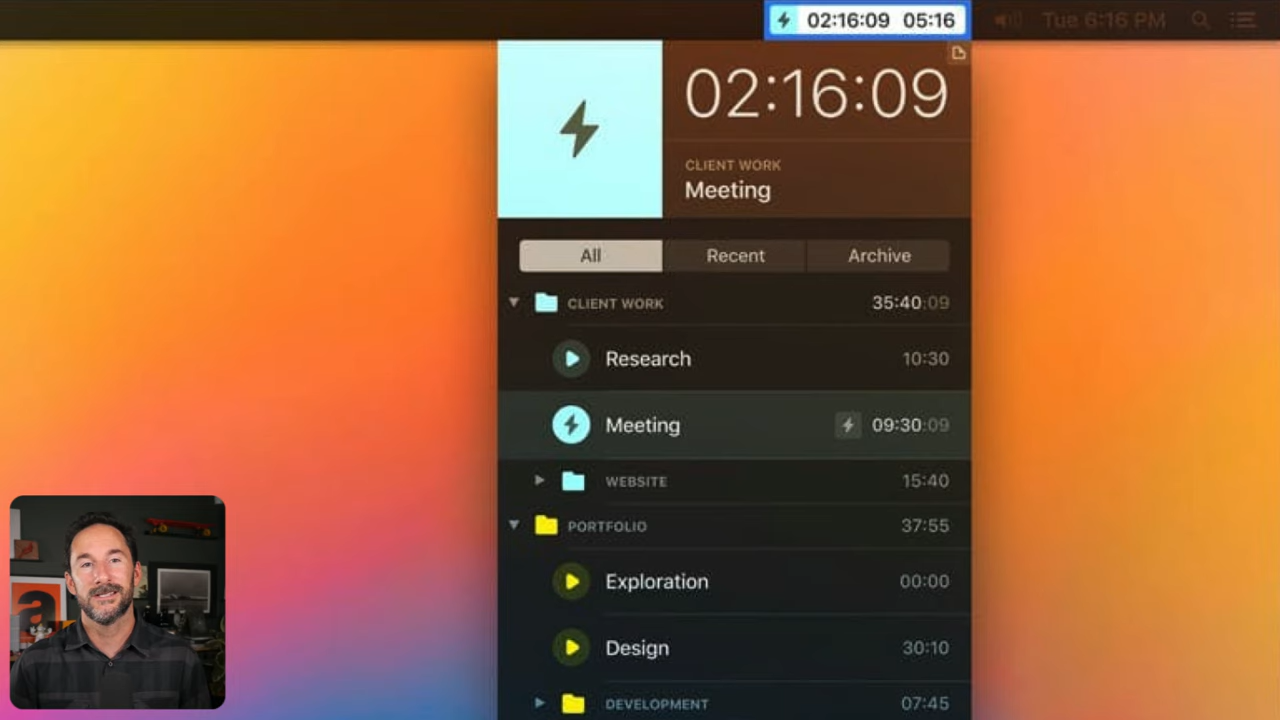 02:16:09 05:16
Tue 6:16 PM
02:16:09
CLIENT WORK
Meeting
All Recent Archive
CLIENT WORK 35:40:09
Research 10:30
Meeting 09:30:09
WEBSITE 15:40
PORTFOLIO 37:55
Exploration 00:00
Design 30:10
DEVELOPMENT 07:45
a